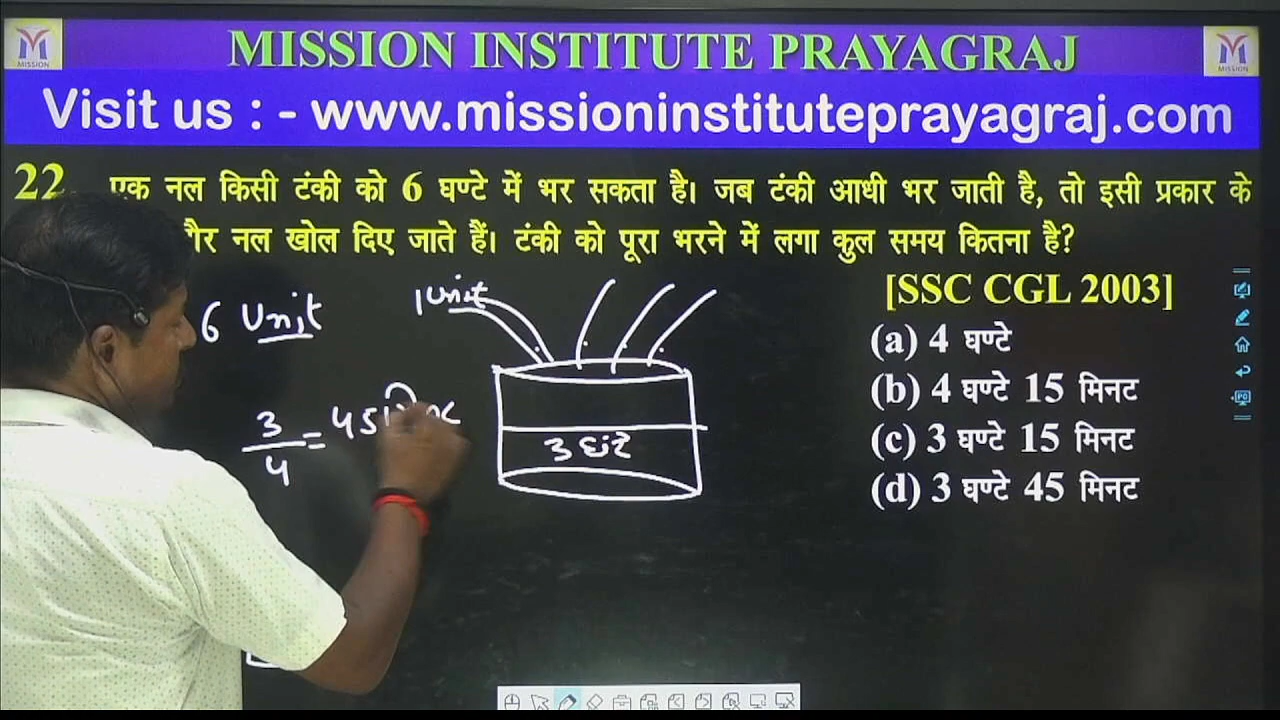 MISSION INSTITUTE PRAYAGRAJ
MISSION
MISSION
Visit us : - www.missioninstituteprayagraj.com
22 एक नल किसी टंकी को 6 घण्टे में भर सकता है। जब टंकी आधी भर जाती है, तो इसी प्रकार के
नल खोल दिए जाते हैं। टंकी को पूरा भरने में लगा कुल समय कितना है?
[SSC CGL 2003]
(a) 4 घण्टे
(b) 4 घण्टे 15 मिनट
(c) 3 घण्टे 15 मिनट
(d) 3 घण्टे 45 मिनट
6 Unit
1 Unit
3/4 = 45
3 घंटे